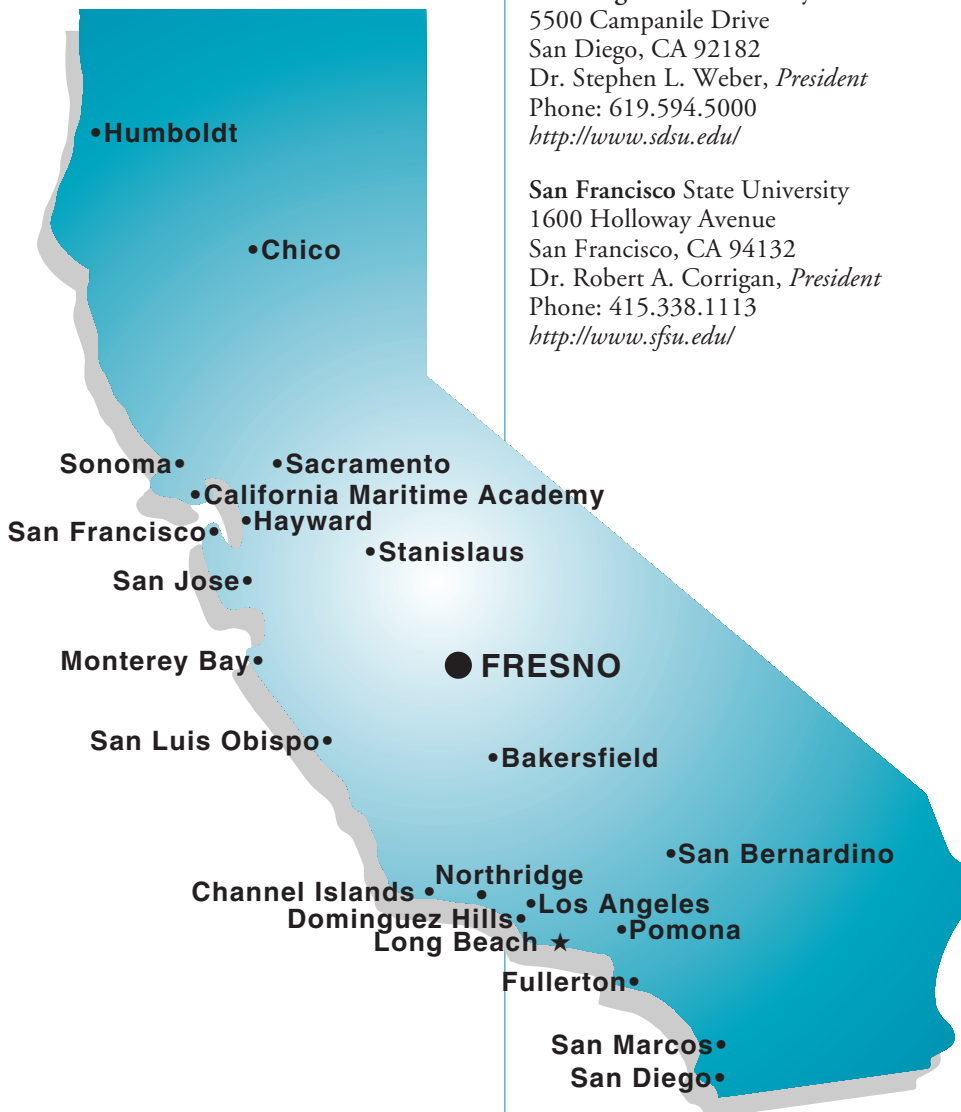 5500 Campanile Drive
San Diego, CA 92182
Dr. Stephen L. Weber, President
Phone: 619.594.5000
http://www.sdsu.edu/
San Francisco State University
1600 Holloway Avenue
San Francisco, CA 94132
Dr. Robert A. Corrigan, President
Phone: 415.338.1113
http://www.sfsu.edu/
•Humboldt
•Chico
Sonoma•
•Sacramento
•California Maritime Academy
•Hayward
San Francisco•
•Stanislaus
San Jose•
Monterey Bay•
● FRESNO
San Luis Obispo•
•Bakersfield
•San Bernardino
Northridge
Channel Islands •
•Los Angeles
Dominguez Hills•
•Pomona
Long Beach ★
Fullerton•
San Marcos•
San Diego•